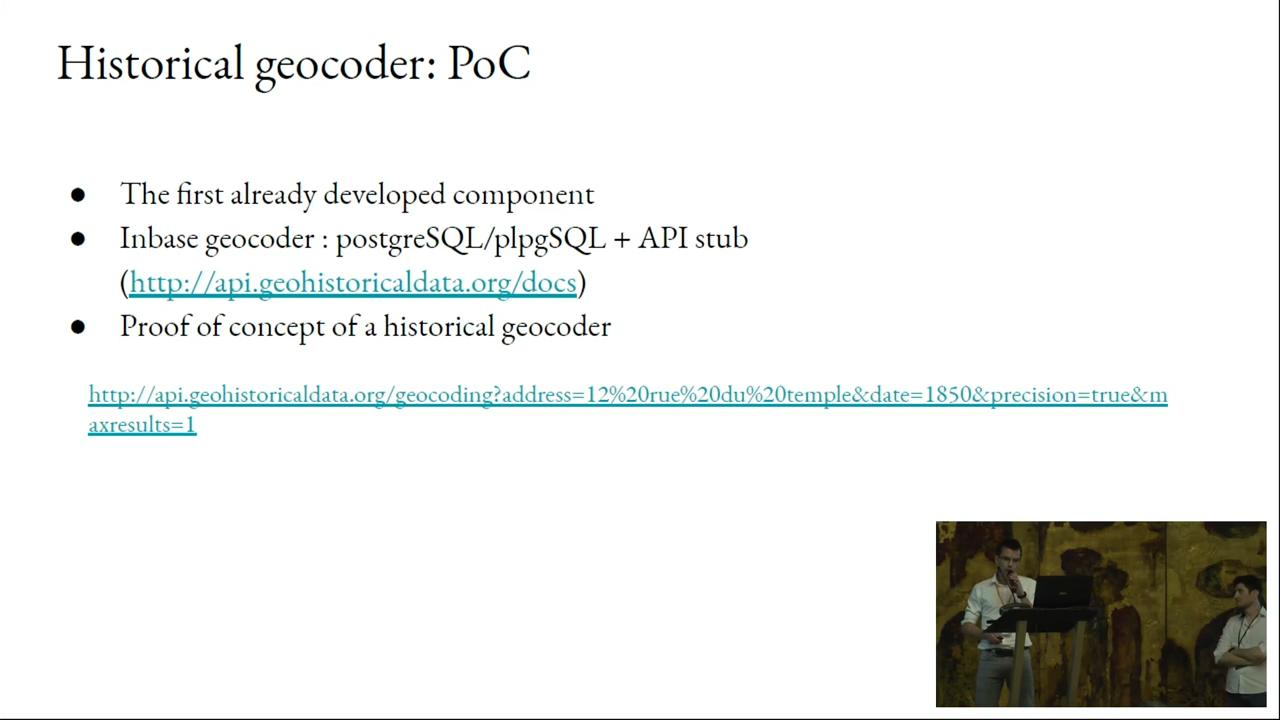 Historical geocoder: PoC
● The first already developed component
● Inbase geocoder : postgreSQL/plpgSQL + API stub
(http://api.geohistoricaldata.org/docs)
● Proof of concept of a historical geocoder
http://api.geohistoricaldata.org/geocoding?address=12%20rue%20du%20temple&date=1850&precision=true&m
axresults=1